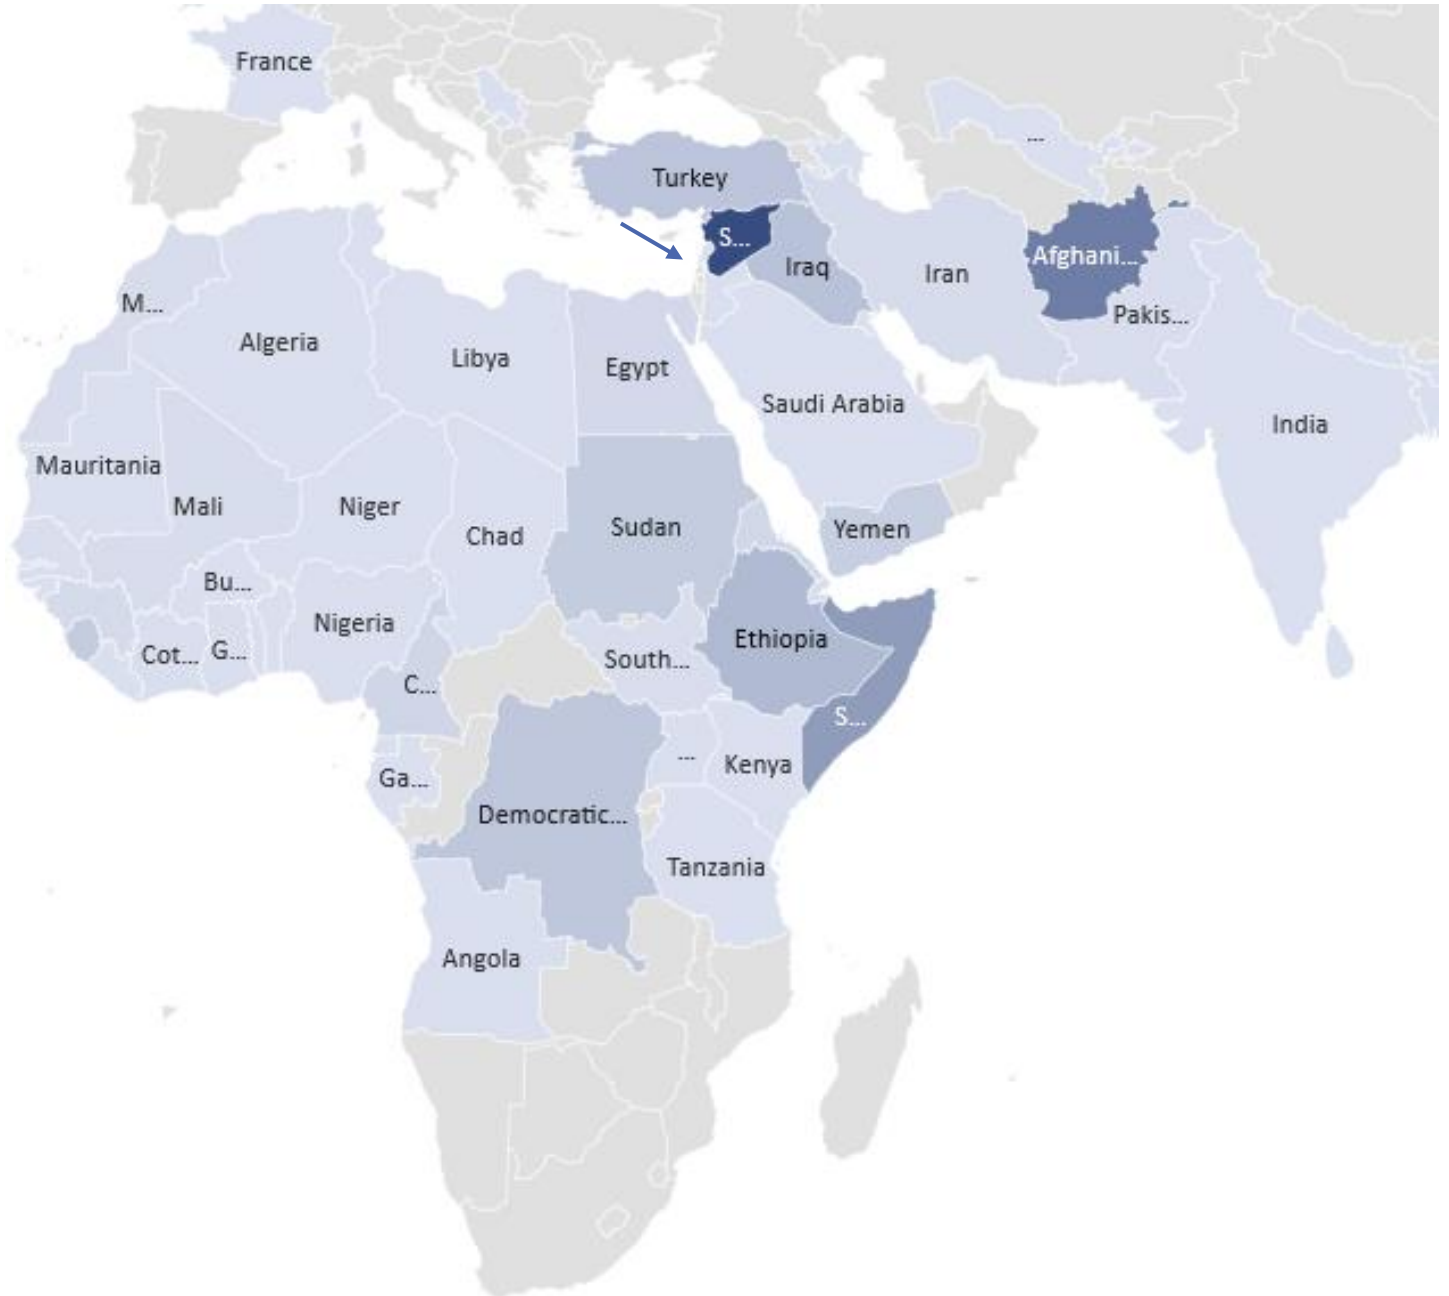 France
Turkey
S...
Iraq
Iran
Afghani...
Pakis...
...
M...
Algeria
Libya
Egypt
Saudi Arabia
India
Mauritania
Mali
Niger
Chad
Sudan
Yemen
Bu...
Nigeria
Cot...
G...
C...
South...
Ethiopia
S...
Ga...
...
Kenya
Democratic...
Tanzania
Angola